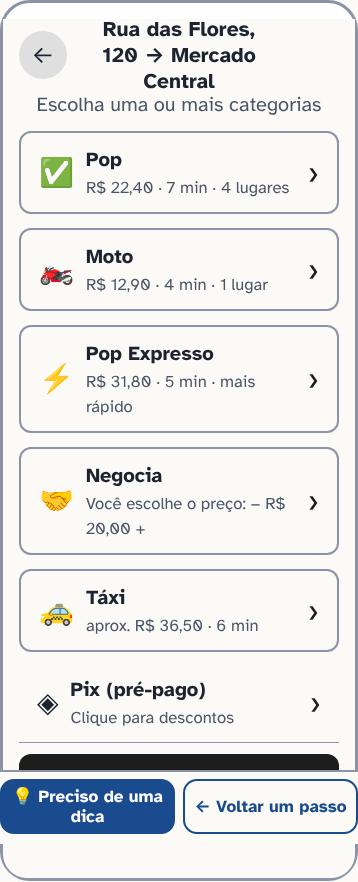 Rua das Flores,
120 → Mercado
Central
Escolha uma ou mais categorias
Pop
R$ 22,40 · 7 min · 4 lugares
Moto
R$ 12,90 · 4 min · 1 lugar
Pop Expresso
R$ 31,80 · 5 min · mais
rápido
Negocia
Você escolhe o preço: – R$
20,00 +
Táxi
aprox. R$ 36,50 · 6 min
Pix (pré-pago)
Clique para descontos
💡 Preciso de uma
dica
← Voltar um passo